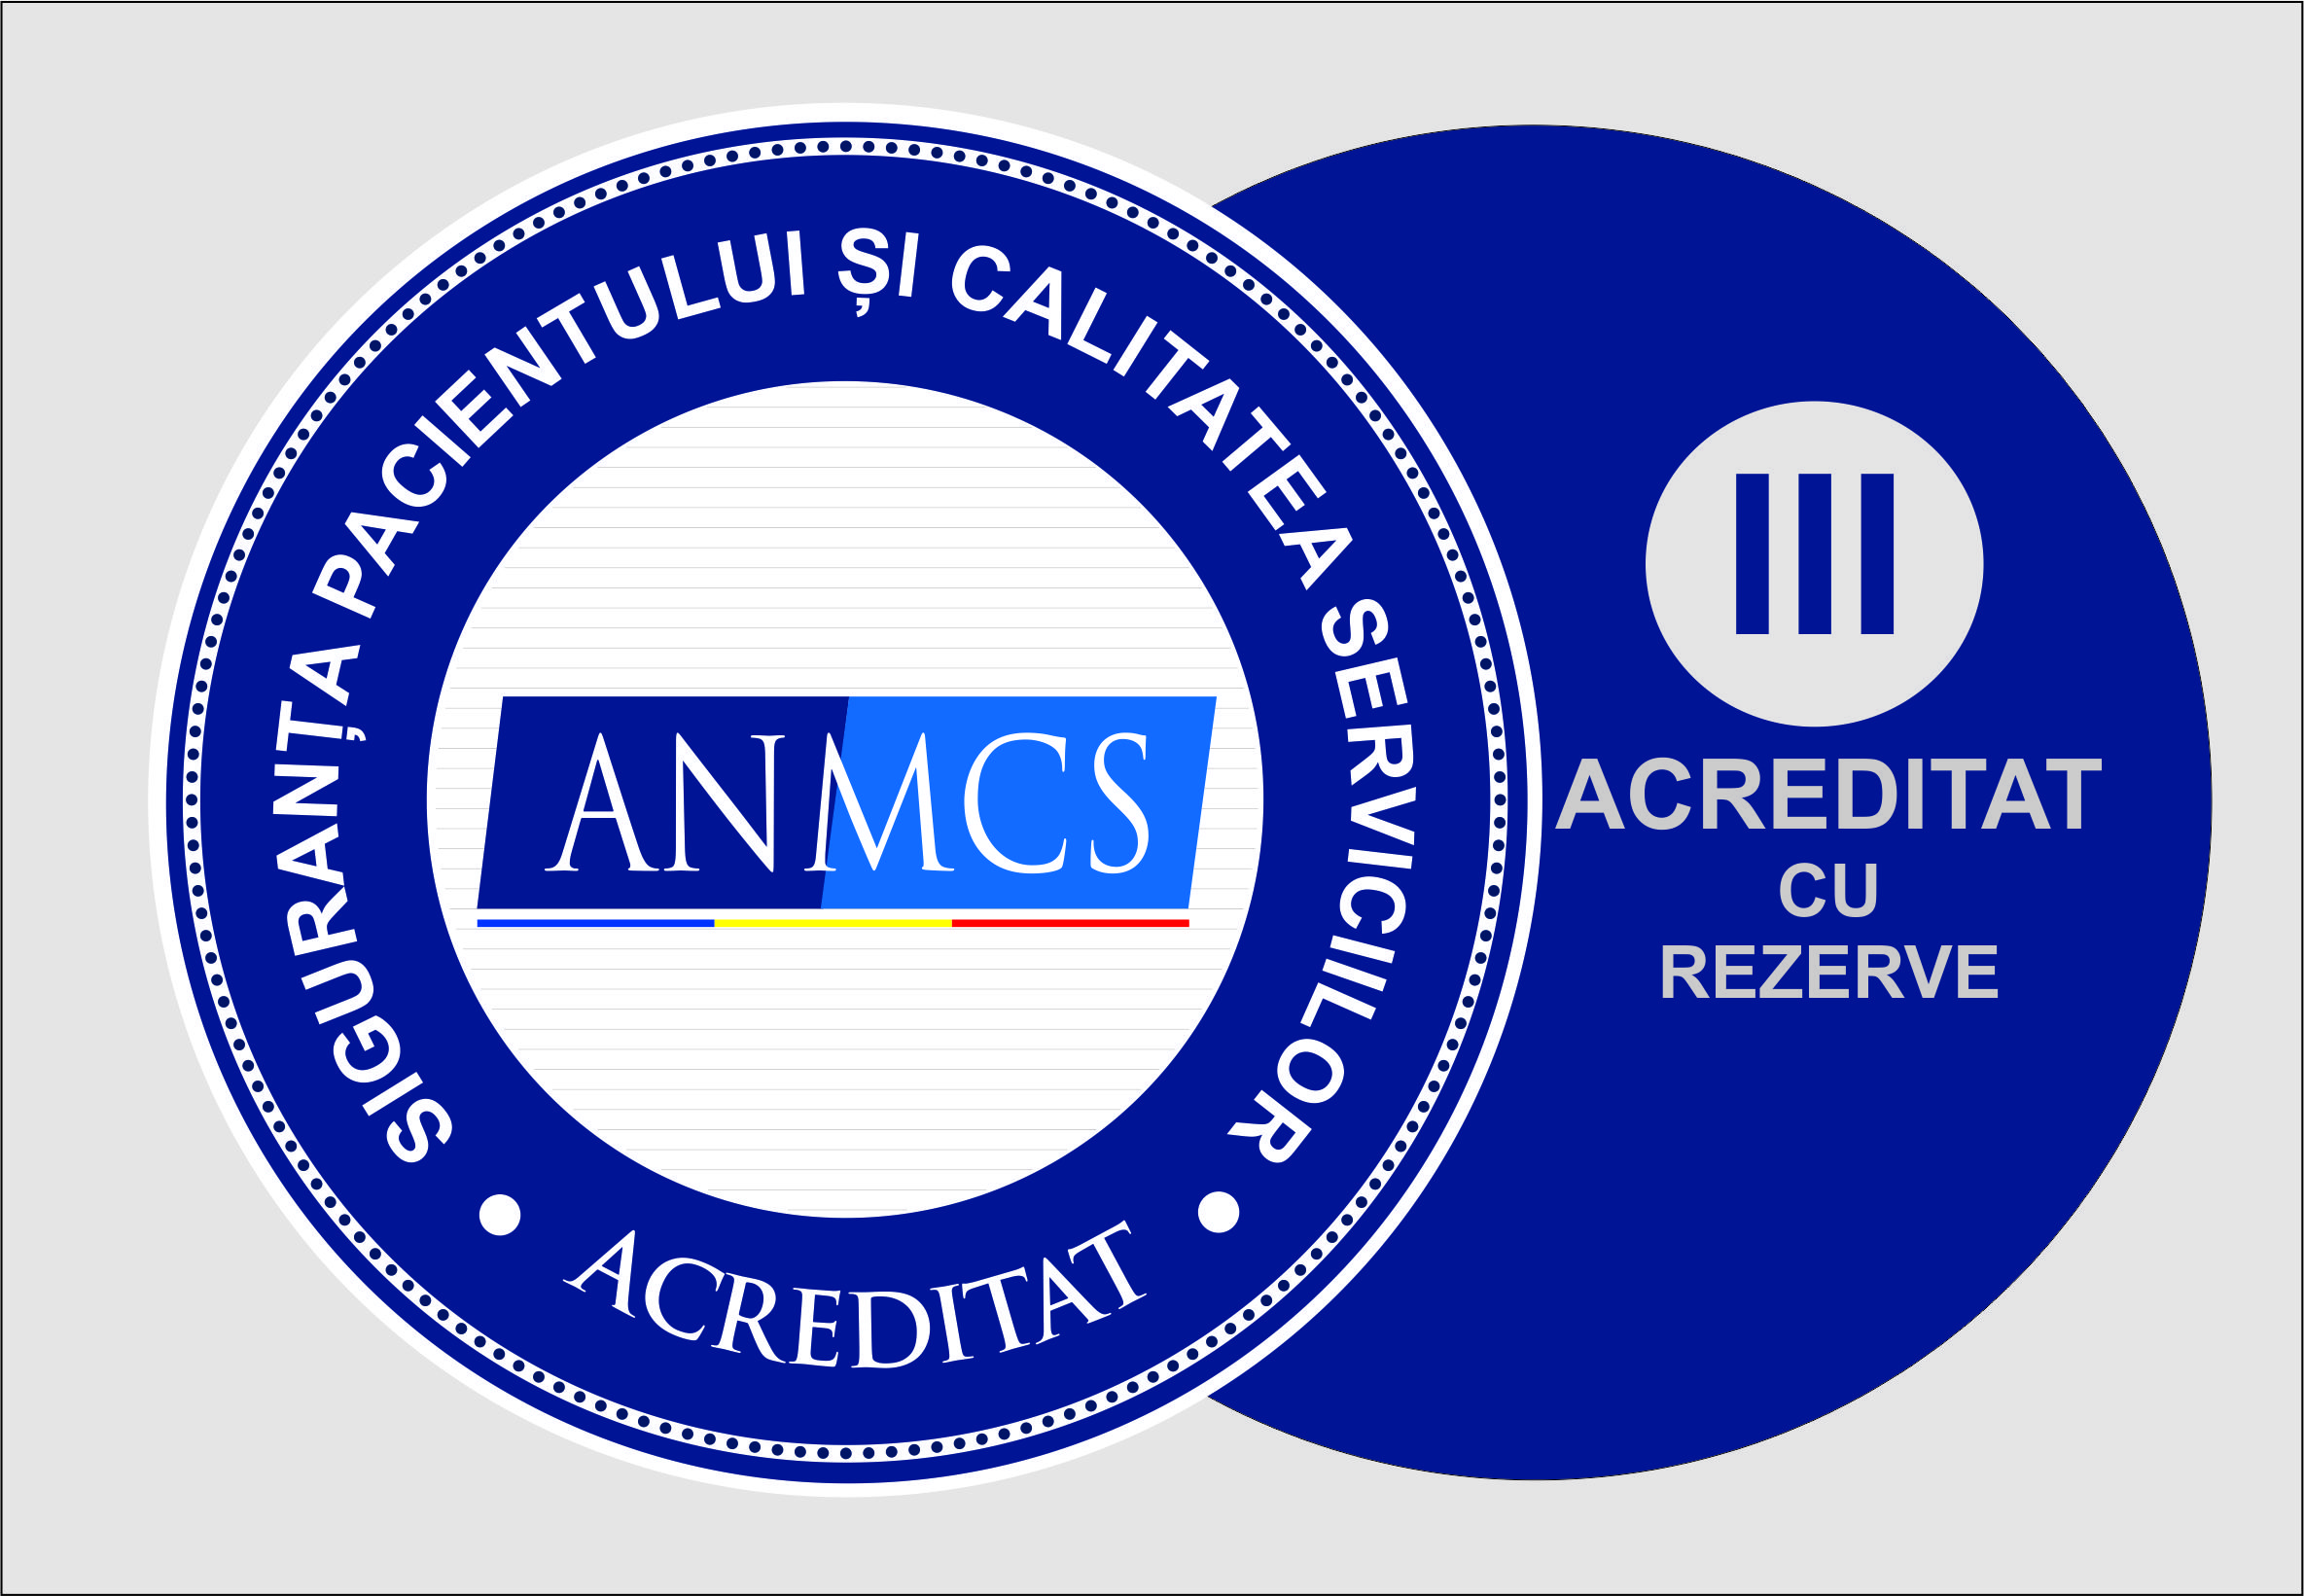 SIGURANȚA PACIENTULUI ȘI CALITATEA SERVICIILOR
ANMCS
ACREDITAT
III
ACREDITAT
CU
REZERVE